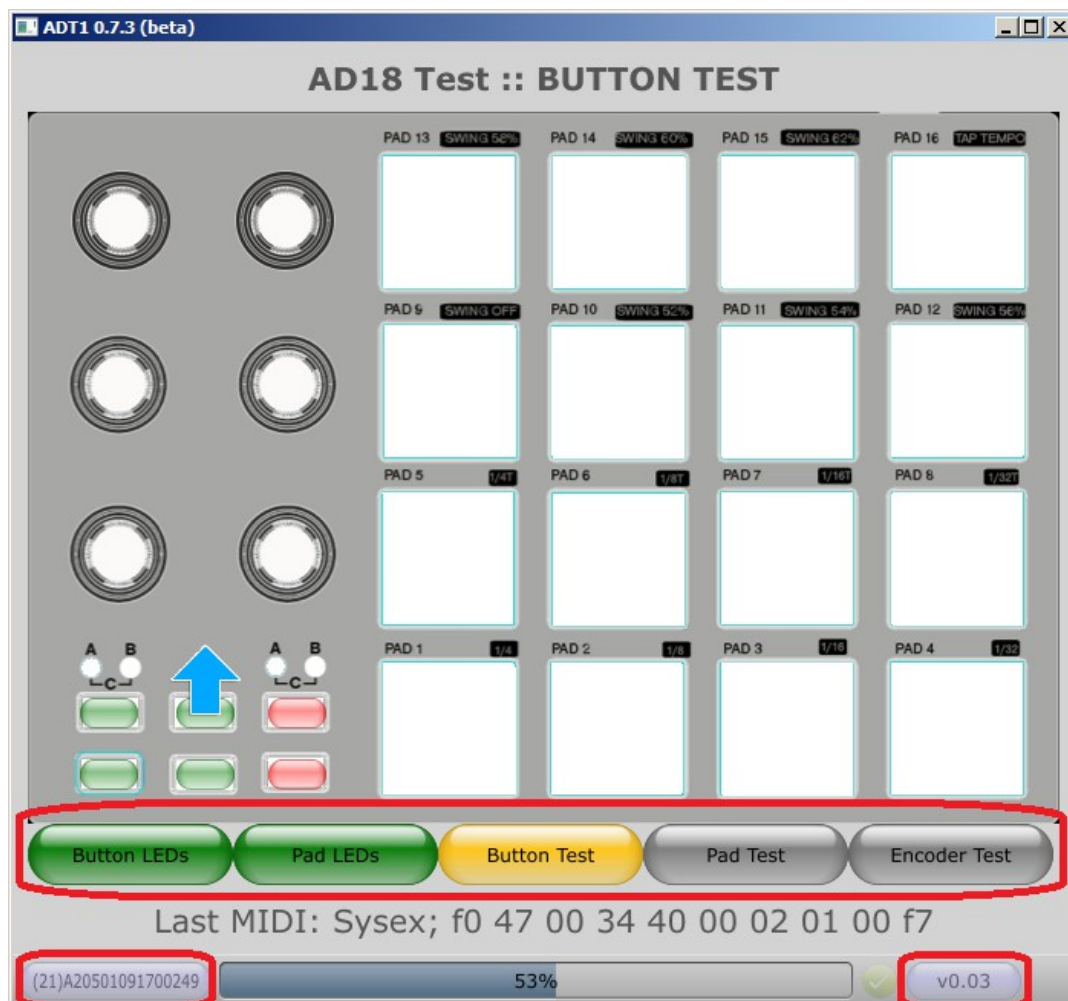 ADT1 0.7.3 (beta)
AD18 Test :: BUTTON TEST
PAD 13 SWING 58% PAD 14 SWING 60% PAD 15 SWING 62% PAD 16 TAP TEMPO
PAD 9 SWING OFF PAD 10 SWING 52% PAD 11 SWING 54% PAD 12 SWING 56%
PAD 5 1/4T PAD 6 1/8T PAD 7 1/16T PAD 8 1/32T
A B A B PAD 1 1/4 PAD 2 1/8 PAD 3 1/16 PAD 4 1/32
C C
Button LEDs Pad LEDs Button Test Pad Test Encoder Test
Last MIDI: Sysex; f0 47 00 34 40 00 02 01 00 f7
(21)A20501091700249 53% v0.03